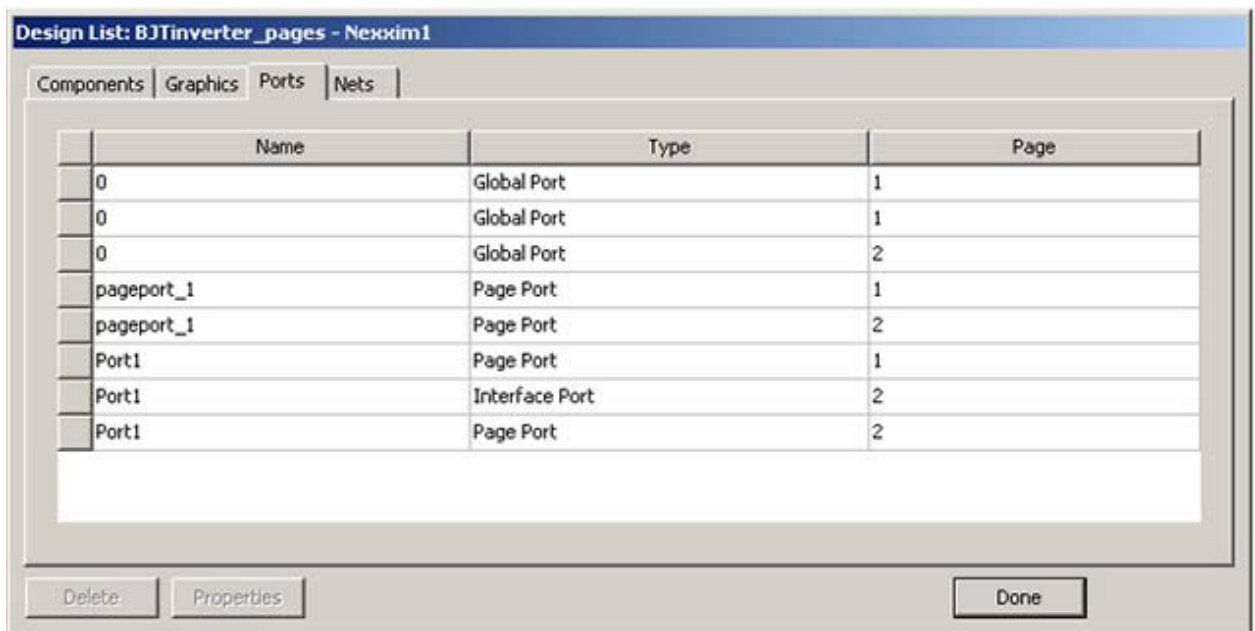 Design List: BJTinverter_pages - Nexxim1
Components Graphics Ports Nets
Name Type Page
0 Global Port 1
0 Global Port 1
0 Global Port 2
pageport_1 Page Port 1
pageport_1 Page Port 2
Port1 Page Port 1
Port1 Interface Port 2
Port1 Page Port 2
Delete Properties Done